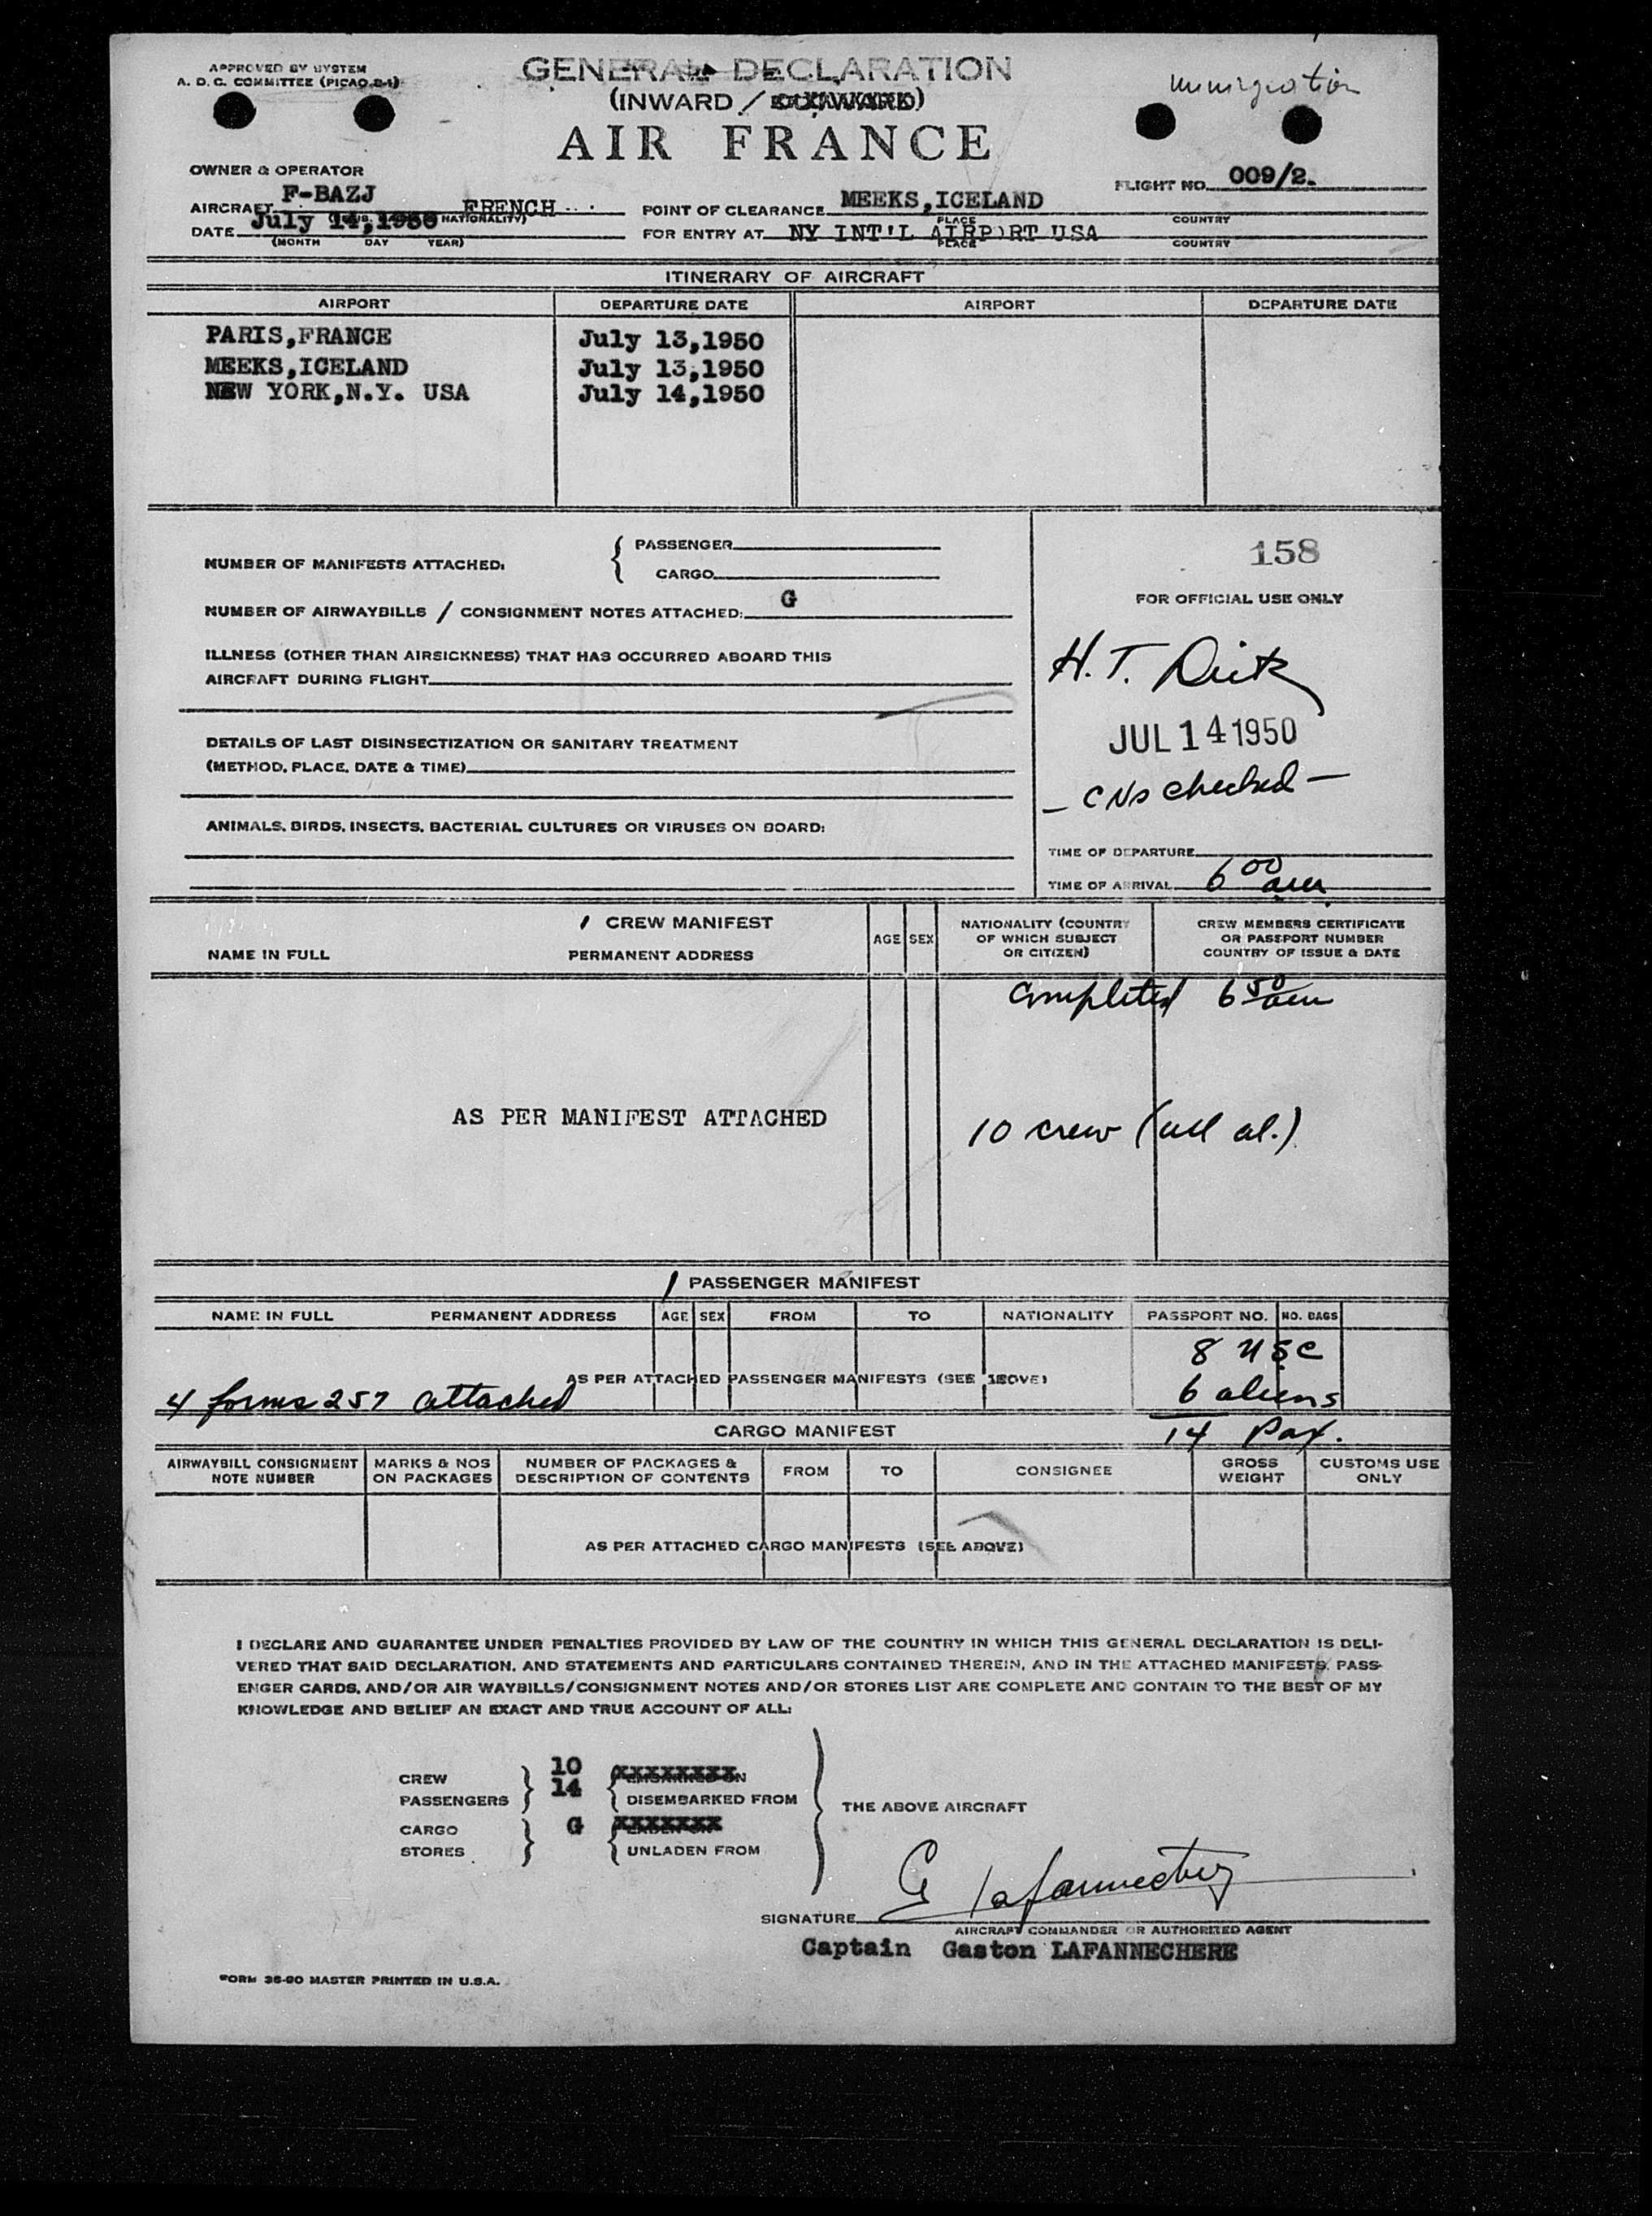 APPROVED BY SYSTEM
A. D. C. COMMITTEE (PICAO 2-1)
GENERAL DECLARATION
(INWARD / OUTWARD)
AIR FRANCE
Immigration
OWNER & OPERATOR
AIRCRAFT F-BAZJ FRENCH
NATIONALITY)
DATE July 14,1950
(MONTH DAY YEAR)
FLIGHT NO. 009/2.
POINT OF CLEARANCE MEEKS,ICELAND
PLACE COUNTRY
FOR ENTRY AT NY INT'L AIRPORT USA
PLACE COUNTRY
ITINERARY OF AIRCRAFT
AIRPORT DEPARTURE DATE AIRPORT DEPARTURE DATE
PARIS,FRANCE July 13,1950
MEEKS,ICELAND July 13,1950
NEW YORK,N.Y. USA July 14,1950
NUMBER OF MANIFESTS ATTACHED:
PASSENGER
CARGO
NUMBER OF AIRWAYBILLS / CONSIGNMENT NOTES ATTACHED: G
ILLNESS (OTHER THAN AIRSICKNESS) THAT HAS OCCURRED ABOARD THIS
AIRCRAFT DURING FLIGHT
DETAILS OF LAST DISINSECTIZATION OR SANITARY TREATMENT
(METHOD, PLACE, DATE & TIME)
ANIMALS, BIRDS, INSECTS, BACTERIAL CULTURES OR VIRUSES ON BOARD:
158
FOR OFFICIAL USE ONLY
H. T.
JUL 14 1950
- CNs checked -
TIME OF DEPARTURE
TIME OF ARRIVAL 6 00 am
CREW MANIFEST
NAME IN FULL PERMANENT ADDRESS AGE SEX
NATIONALITY (COUNTRY
OF WHICH SUBJECT
OR CITIZEN)
CREW MEMBERS CERTIFICATE
OR PASSPORT NUMBER
COUNTRY OF ISSUE & DATE
Completed 6 50 am
AS PER MANIFEST ATTACHED
10 crew (all al.)
PASSENGER MANIFEST
NAME IN FULL PERMANENT ADDRESS AGE SEX FROM TO NATIONALITY PASSPORT NO. NO. BAGS
8 USC
AS PER ATTACHED PASSENGER MANIFESTS (SEE ABOVE)
4 forms 257 attached
6 aliens
14 Pax.
CARGO MANIFEST
AIRWAYBILL CONSIGNMENT
NOTE NUMBER
MARKS & NOS
ON PACKAGES
NUMBER OF PACKAGES &
DESCRIPTION OF CONTENTS
FROM TO CONSIGNEE
GROSS
WEIGHT
CUSTOMS USE
ONLY
AS PER ATTACHED CARGO MANIFESTS (SEE ABOVE)
I DECLARE AND GUARANTEE UNDER PENALTIES PROVIDED BY LAW OF THE COUNTRY IN WHICH THIS GENERAL DECLARATION IS DELI-
VERED THAT SAID DECLARATION, AND STATEMENTS AND PARTICULARS CONTAINED THEREIN, AND IN THE ATTACHED MANIFESTS, PASS-
ENGER CARDS, AND/OR AIR WAYBILLS/CONSIGNMENT NOTES AND/OR STORES LIST ARE COMPLETE AND CONTAIN TO THE BEST OF MY
KNOWLEDGE AND BELIEF AN EXACT AND TRUE ACCOUNT OF ALL:
CREW 10 XXXXXXXX
PASSENGERS 14 DISEMBARKED FROM
THE ABOVE AIRCRAFT
CARGO G XXXXXXX
STORES UNLADEN FROM
G Lafannechere
SIGNATURE
AIRCRAFT COMMANDER OR AUTHORIZED AGENT
Captain Gaston LAFANNECHERE
FORM 36-90 MASTER PRINTED IN U.S.A.